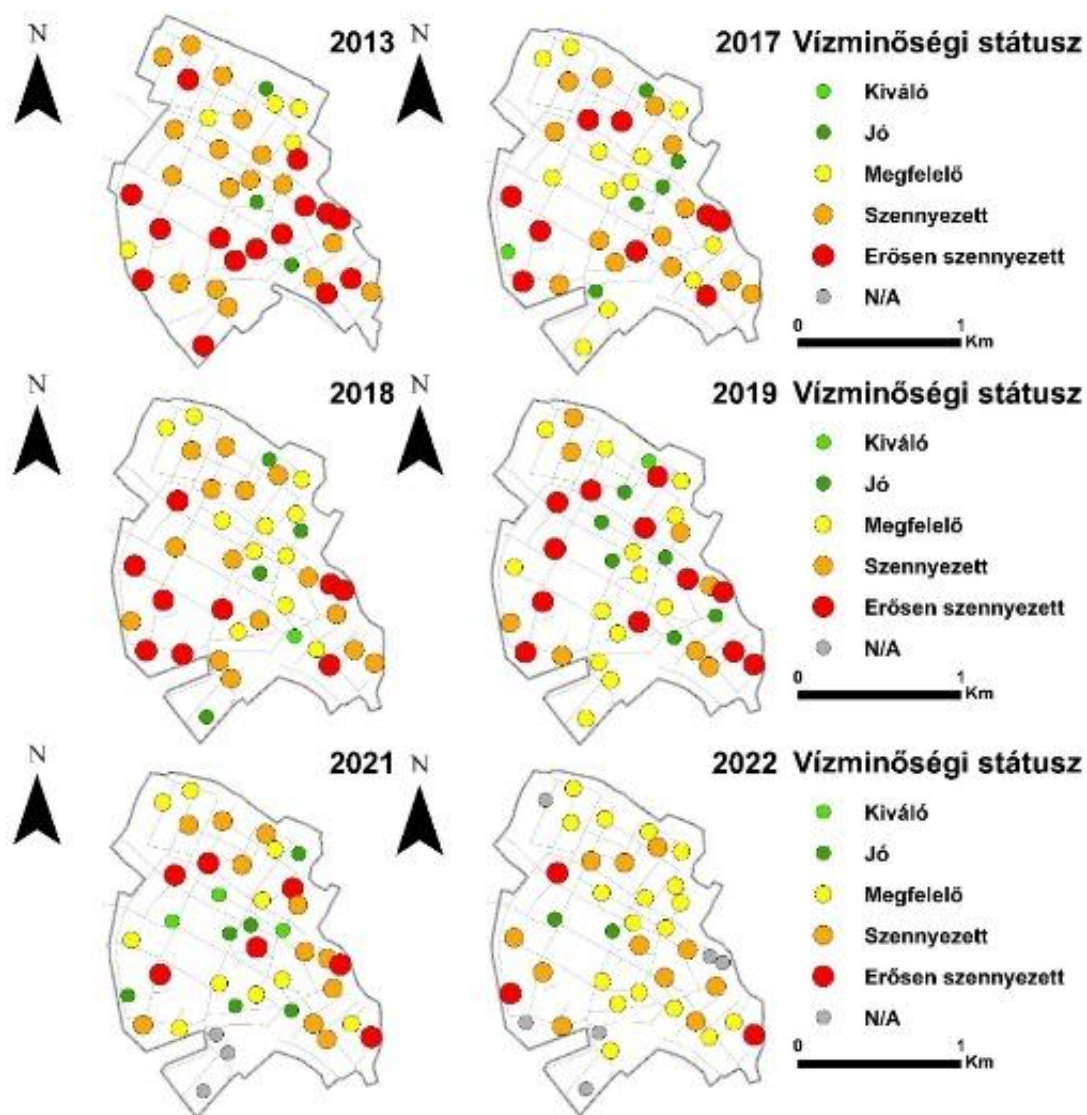 N 2013 N 2017 Vízminőségi státusz
Kiváló
Jó
Megfelelő
Szennyezett
Erősen szennyezett
N/A
0 1
Km
N 2018 N 2019 Vízminőségi státusz
Kiváló
Jó
Megfelelő
Szennyezett
Erősen szennyezett
N/A
0 1
Km
N 2021 N 2022 Vízminőségi státusz
Kiváló
Jó
Megfelelő
Szennyezett
Erősen szennyezett
N/A
0 1
Km